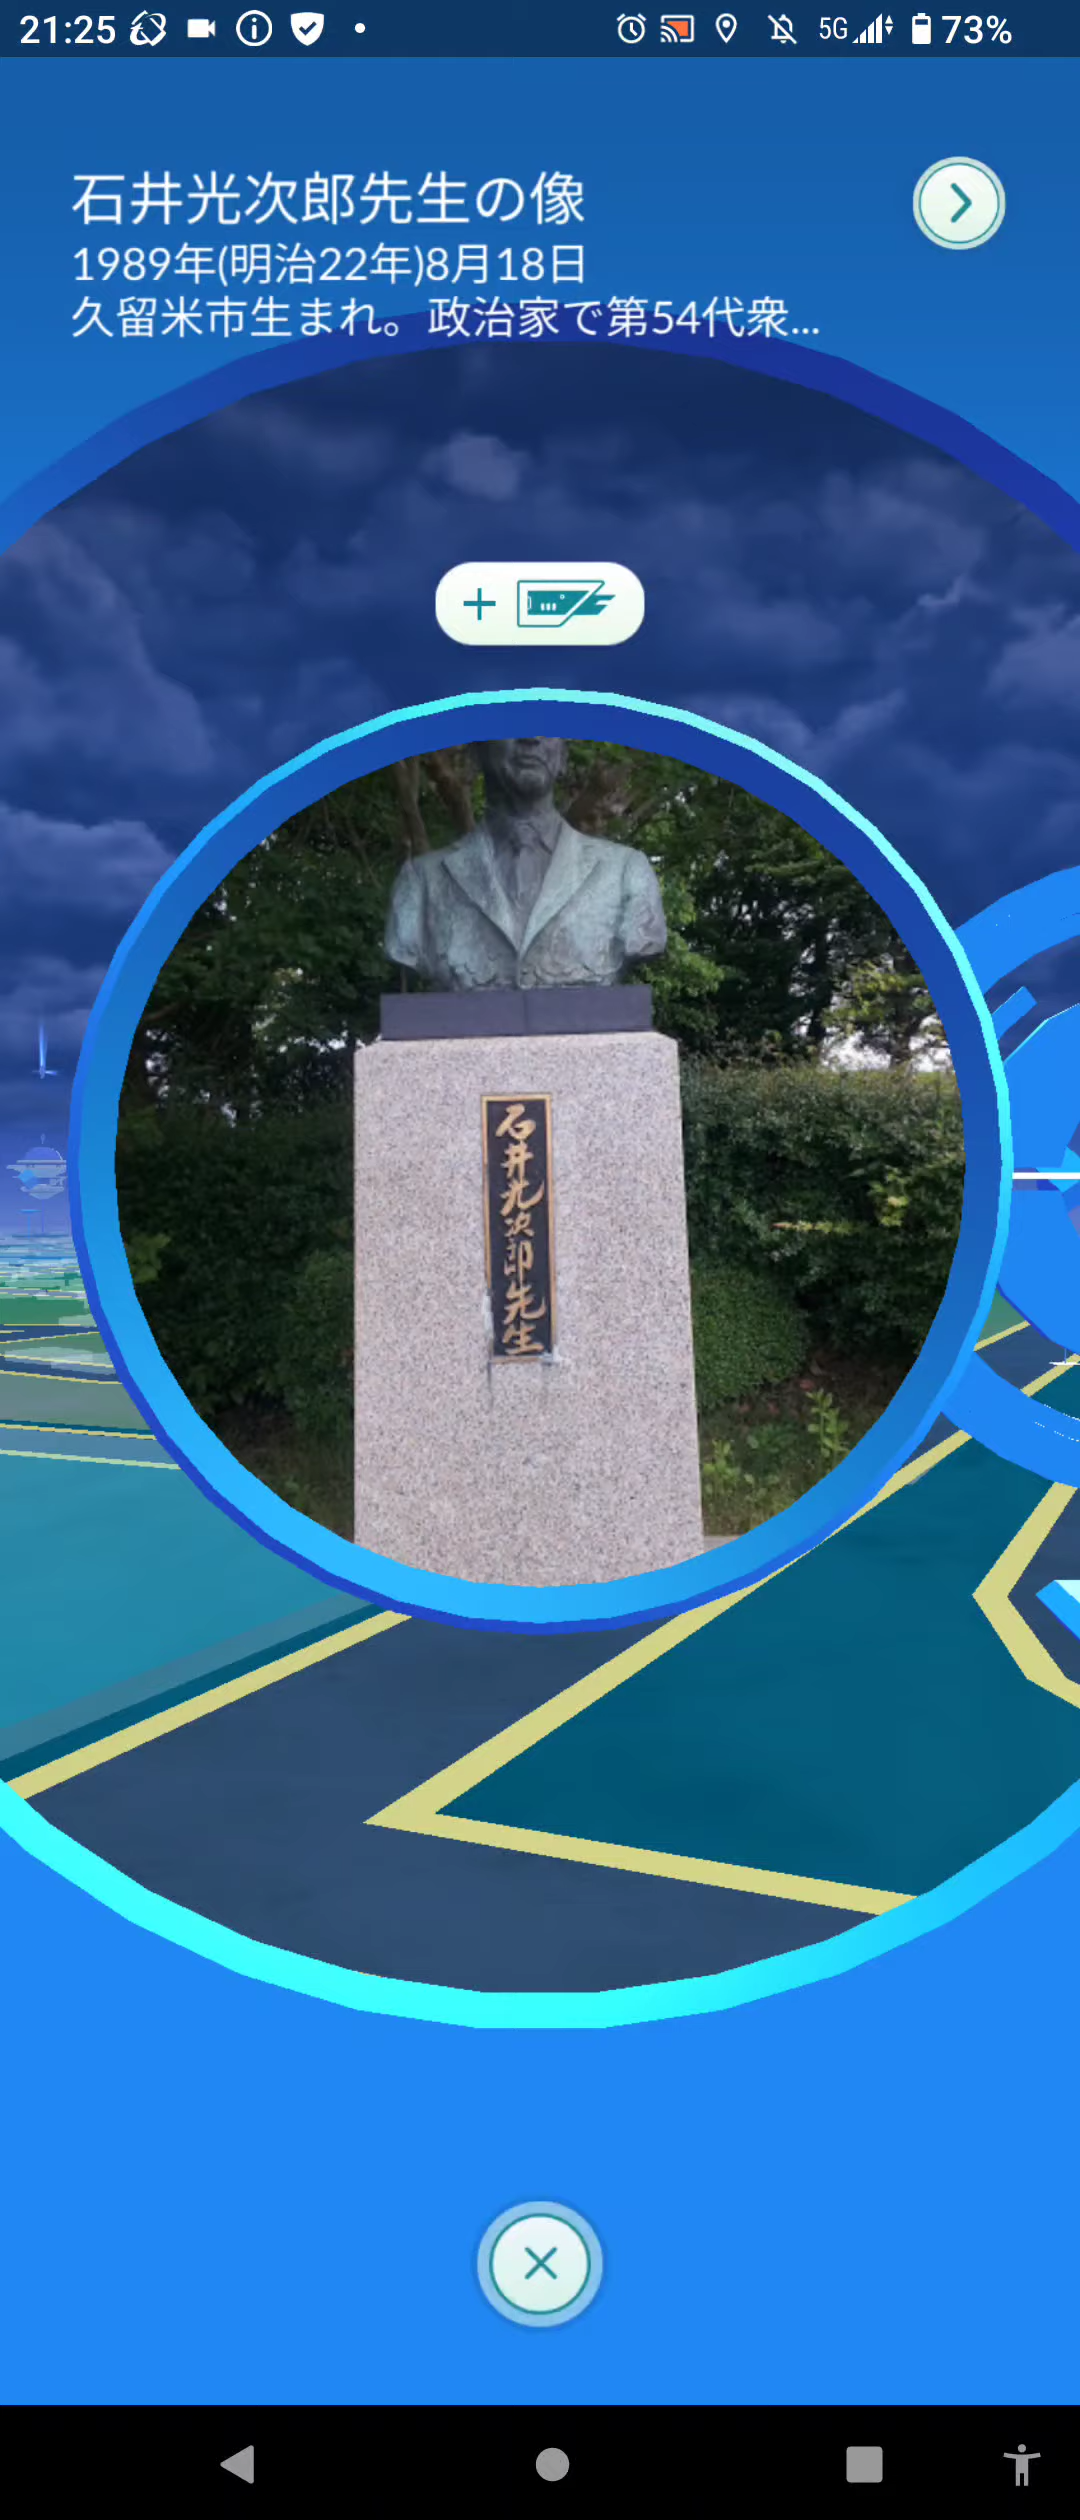 21:25
5G
73%
石井光次郎先生の像
1989年(明治22年)8月18日
久留米市生まれ。政治家で第54代衆...
石井光次郎先生